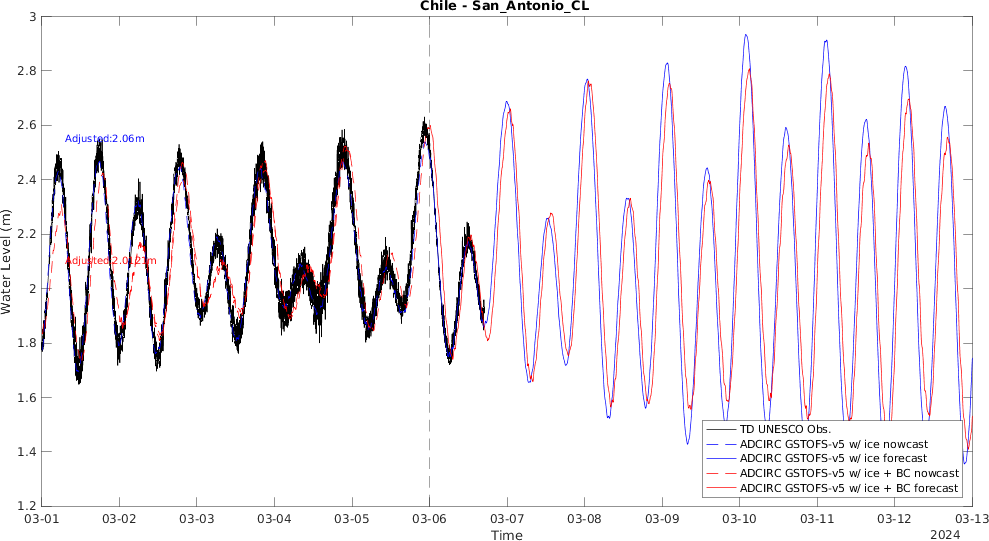 Chile - San_Antonio_CL
3
2.8
2.6
2.4
2.2
2
1.8
1.6
1.4
1.2
Water Level (m)
Adjusted:2.06m
TD UNESCO Obs.
ADCIRC GSTOFS-v5 w/ ice nowcast
ADCIRC GSTOFS-v5 w/ ice forecast
ADCIRC GSTOFS-v5 w/ ice + BC nowcast
ADCIRC GSTOFS-v5 w/ ice + BC forecast
03-01 03-02 03-03 03-04 03-05 03-06 03-07 03-08 03-09 03-10 03-11 03-12 03-13
Time
2024